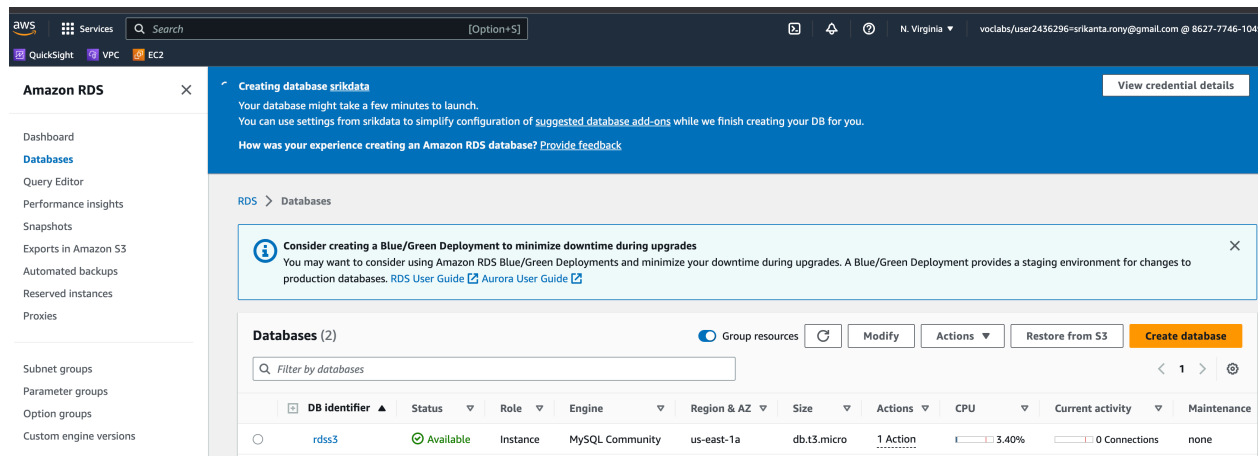 aws Services Search [Option+S] N. Virginia ▼ voclabs/user2436296=srikanta.rony@gmail.com @ 8627-7746-104
QuickSight VPC EC2
Amazon RDS
Dashboard
Databases
Query Editor
Performance insights
Snapshots
Exports in Amazon S3
Automated backups
Reserved instances
Proxies
Subnet groups
Parameter groups
Option groups
Custom engine versions
Creating database srikdata
View credential details
Your database might take a few minutes to launch.
You can use settings from srikdata to simplify configuration of suggested database add-ons while we finish creating your DB for you.
How was your experience creating an Amazon RDS database? Provide feedback
RDS > Databases
Consider creating a Blue/Green Deployment to minimize downtime during upgrades
You may want to consider using Amazon RDS Blue/Green Deployments and minimize your downtime during upgrades. A Blue/Green Deployment provides a staging environment for changes to
production databases. RDS User Guide Aurora User Guide
Databases (2) Group resources Modify Actions ▼ Restore from S3 Create database
Filter by databases < 1 >
DB identifier ▲ Status Role Engine Region & AZ Size Actions CPU Current activity Maintenance
rdss3 Available Instance MySQL Community us-east-1a db.t3.micro 1 Action 3.40% 0 Connections none